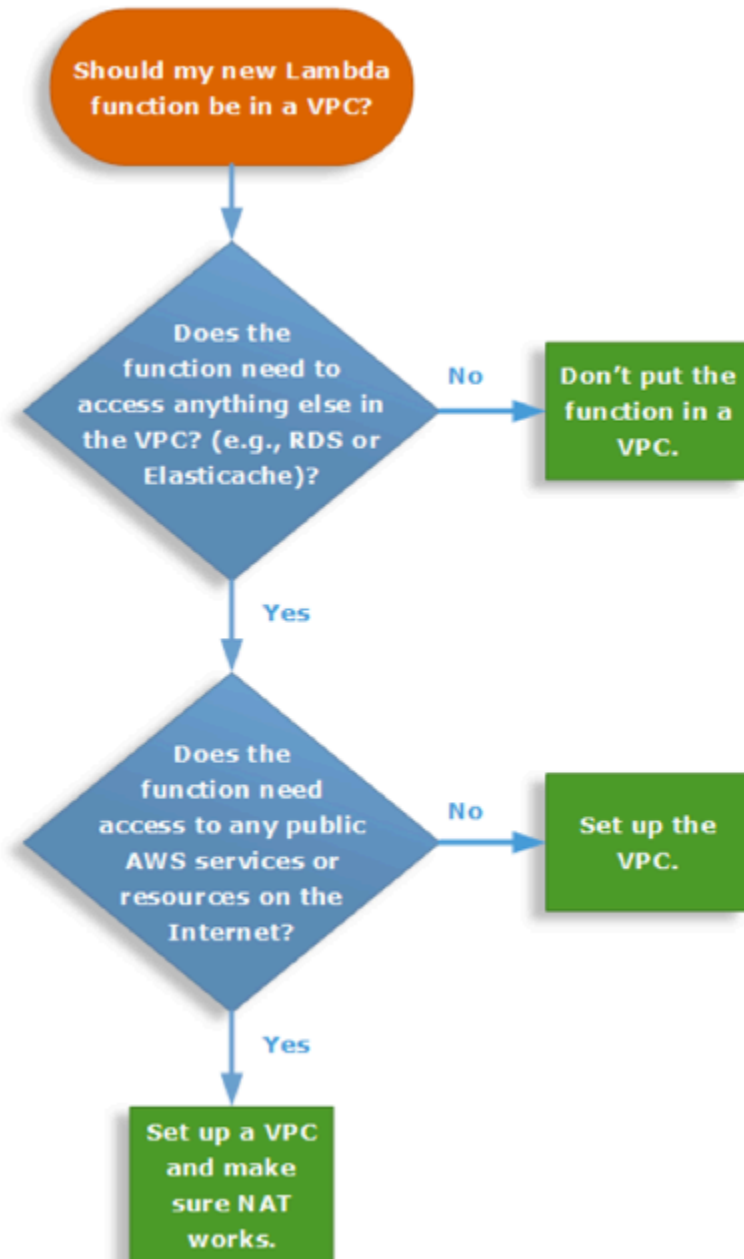 Should my new Lambda
function be in a VPC?
Does the
function need to
access anything else in
the VPC? (e.g., RDS or
Elasticache)?
No
Don't put the
function in a
VPC.
Yes
Does the
function need
access to any public
AWS services or
resources on the
Internet?
No
Set up the
VPC.
Yes
Set up a VPC
and make
sure NAT
works.